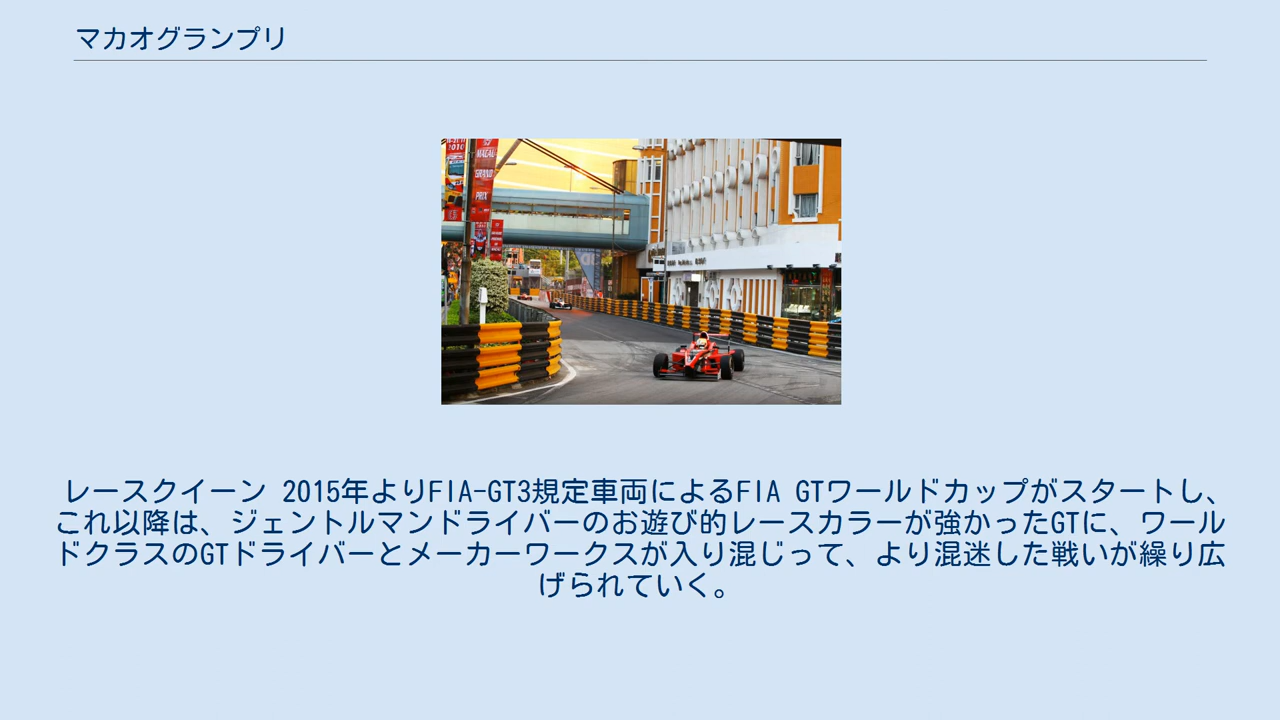 マカオグランプリ
2010
MACAU
GRAND
PRIX
レースクイーン 2015年よりFIA-GT3規定車両によるFIA GTワールドカップがスタートし、
これ以降は、ジェントルマンドライバーのお遊び的レースカラーが強かったGTに、ワール
ドクラスのGTドライバーとメーカーワークスが入り混じって、より混迷した戦いが繰り広
げられていく。